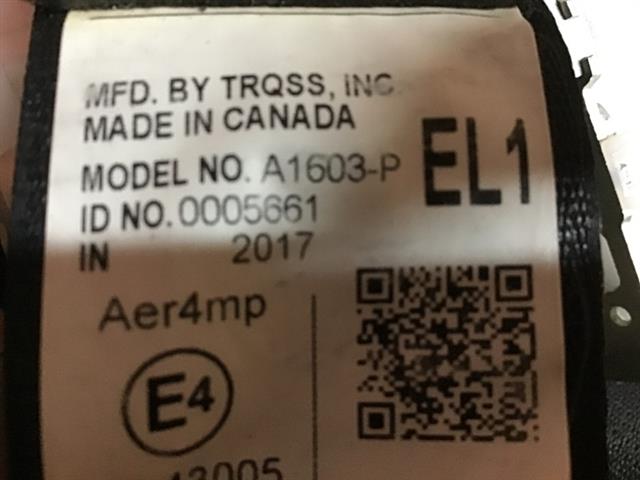 MFD. BY TRQSS, INC.
MADE IN CANADA
MODEL NO. A1603-P
EL1
ID NO. 0005661
IN 2017
Aer4mp
E4